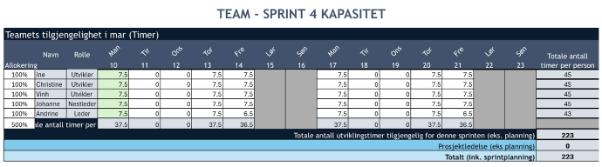 TEAM - SPRINT 4 KAPASITET
Teamets tilgjengelighet i mar (Timer)
Navn Rolle Man Tir Ons Tor Fre Lør Søn Man Tir Ons Tor Fre Lør Søn Totale antall
Allokering 10 11 12 13 14 15 16 17 18 19 20 21 22 23 timer per person
100% Ine Utvikler 7.5 0 0 7.5 7.5 7.5 0 0 7.5 7.5 45
100% Christine Utvikler 7.5 0 0 7.5 7.5 7.5 0 0 7.5 7.5 45
100% Vinh Utvikler 7.5 0 0 7.5 7.5 7.5 0 0 7.5 7.5 45
100% Johanne Nestleder 7.5 0 0 7.5 7.5 7.5 0 0 7.5 7.5 45
100% Andrine Leder 7.5 0 0 7.5 6.5 7.5 0 0 7.5 6.5 43
500% ale antall timer per 37.5 0 0 37.5 36.5 37.5 0 0 37.5 36.5
Totale antall utviklingstimer tilgjengelig for denne sprinten (eks. planning) 223
Prosjektledelse (eks. planning) 0
Totalt (ink. sprintplanning) 223